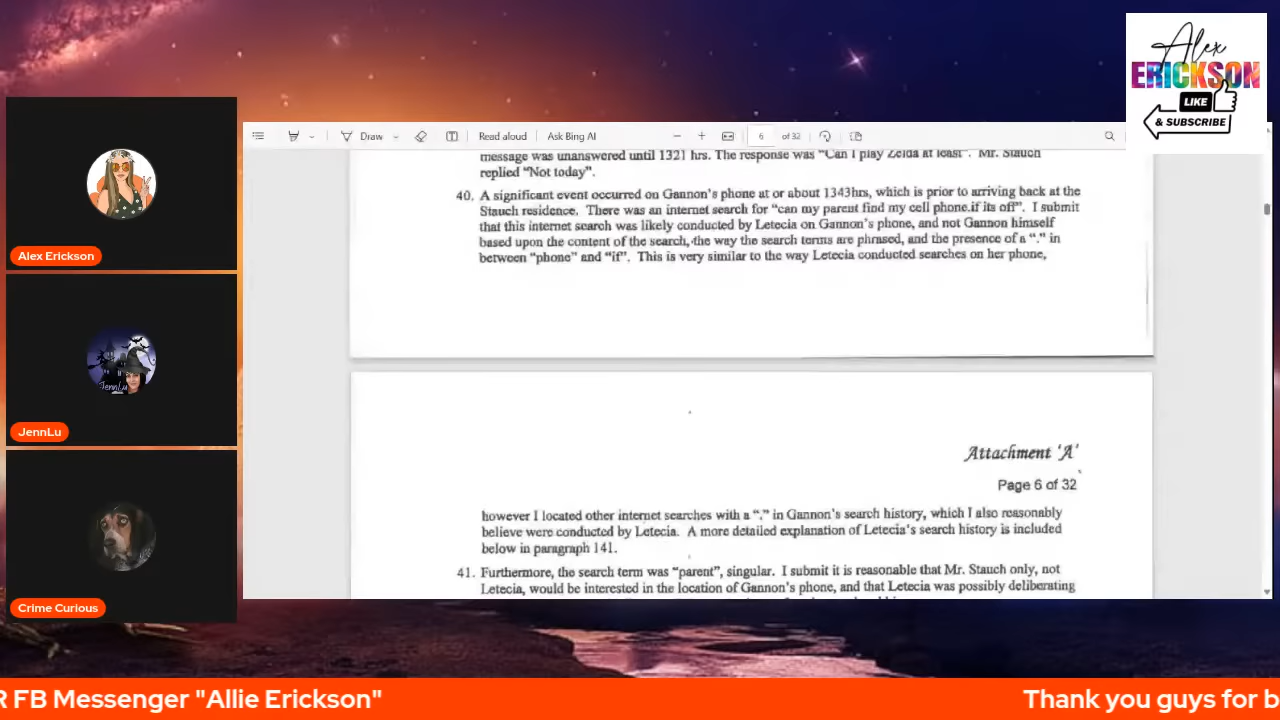 Alex
ERICKSON
LIKE
& SUBSCRIBE
Draw
Read aloud
Ask Bing AI
6
of 32
message was unanswered until 1321 hrs. The response was "Can I play Zelda at least". Mr. Stauch
replied "Not today".
40. A significant event occurred on Gannon's phone at or about 1343hrs, which is prior to arriving back at the
Stauch residence. There was an internet search for "can my parent find my cell phone.if its off". I submit
that this internet search was likely conducted by Letecia on Gannon's phone, and not Gannon himself
based upon the content of the search, the way the search terms are phrased, and the presence of a "." in
between "phone" and "if". This is very similar to the way Letecia conducted searches on her phone,
Attachment 'A'
Page 6 of 32
however I located other internet searches with a "." in Gannon's search history, which I also reasonably
believe were conducted by Letecia. A more detailed explanation of Letecia's search history is included
below in paragraph 141.
41. Furthermore, the search term was "parent", singular. I submit it is reasonable that Mr. Stauch only, not
Letecia, would be interested in the location of Gannon's phone, and that Letecia was possibly deliberating
Alex Erickson
JennLu
JennLu
Crime Curious
R FB Messenger "Allie Erickson"
Thank you guys for b